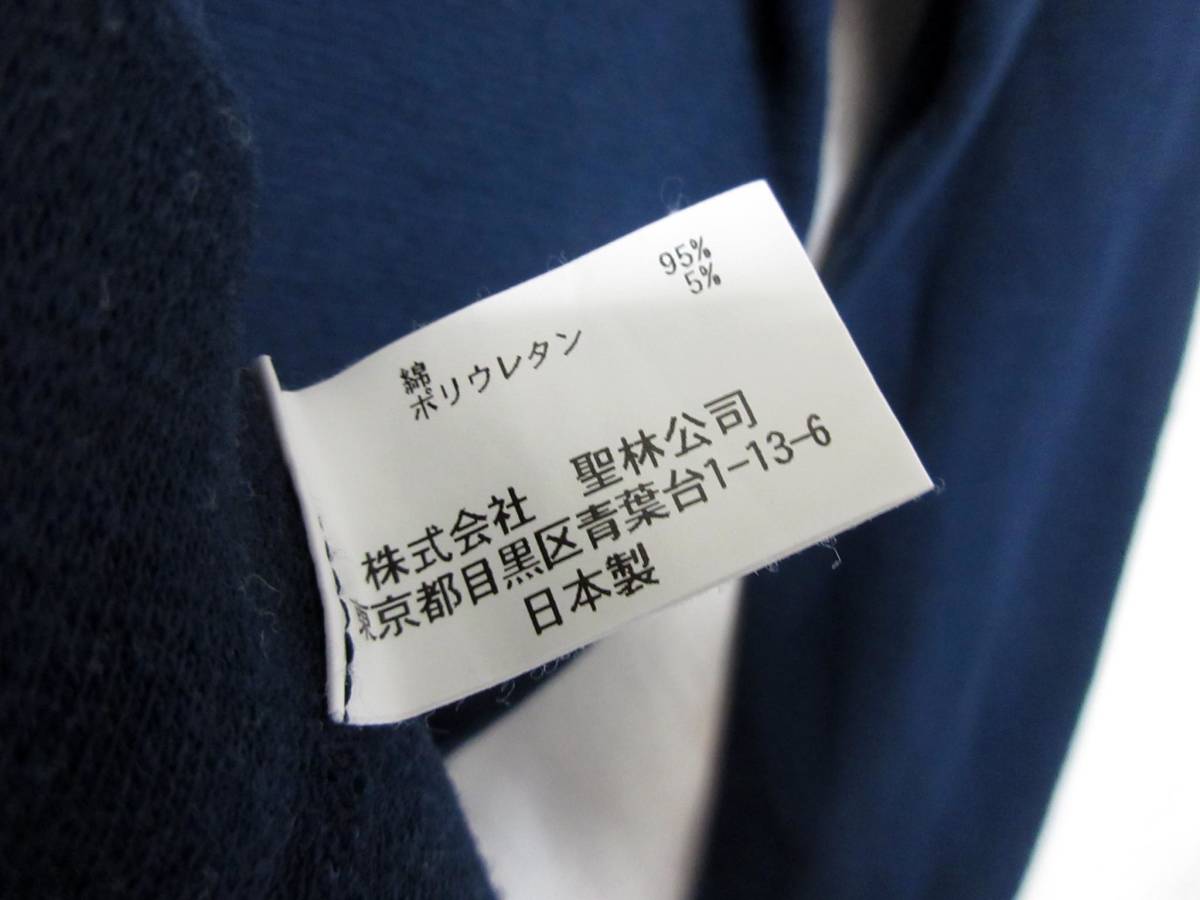 綿 95%
ポリウレタン 5%
株式会社 聖林公司
東京都目黒区青葉台1-13-6
日本製